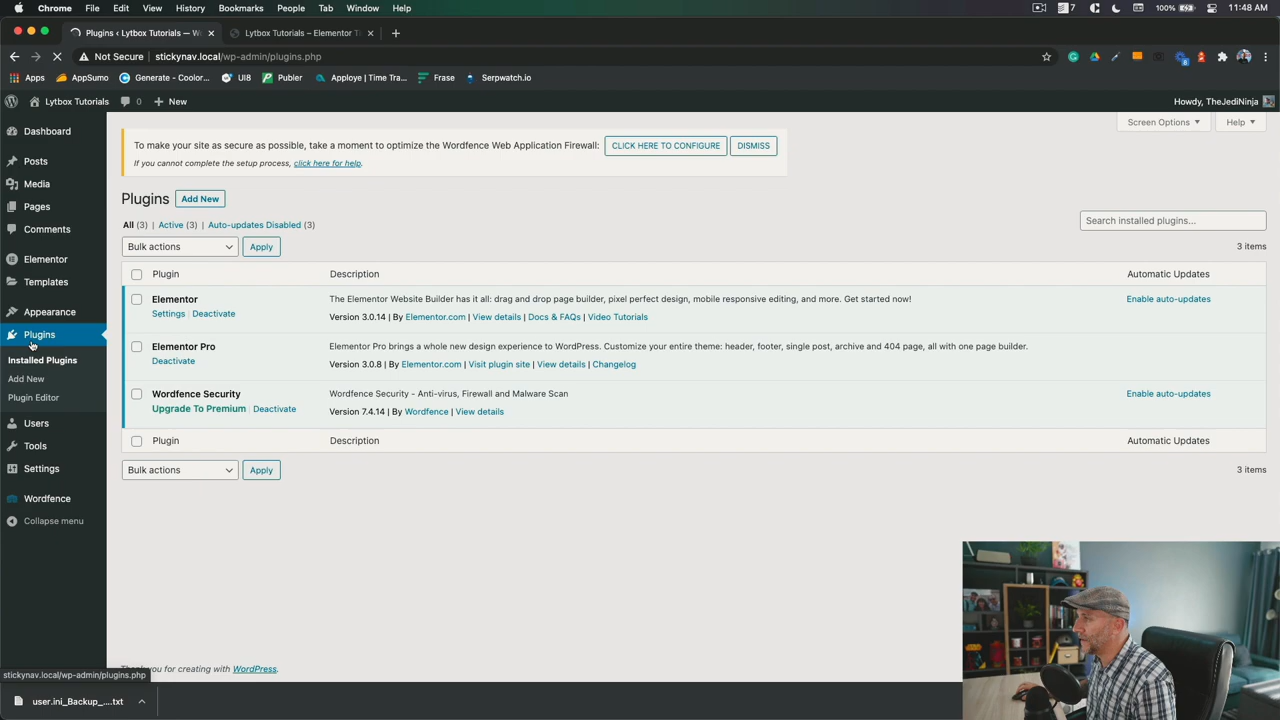 Chrome File Edit View History Bookmarks People Tab Window Help 7 100% 11:48 AM
Plugins ‹ Lytbox Tutorials — W
Lytbox Tutorials – Elementor T
Not Secure stickynav.local/wp-admin/plugins.php
Apps AppSumo Generate - Coolor... UI8 Publer Apploye | Time Tra... Frase Serpwatch.io
Lytbox Tutorials 0 New Howdy, TheJediNinja
Screen Options Help
Dashboard
Posts
Media
Pages
Comments
Elementor
Templates
Appearance
Plugins
Installed Plugins
Add New
Plugin Editor
Users
Tools
Settings
Wordfence
Collapse menu
To make your site as secure as possible, take a moment to optimize the Wordfence Web Application Firewall: CLICK HERE TO CONFIGURE DISMISS
If you cannot complete the setup process, click here for help.
Plugins Add New
All (3) | Active (3) | Auto-updates Disabled (3)
Search installed plugins...
Bulk actions Apply
3 items
Plugin Description Automatic Updates
Elementor The Elementor Website Builder has it all: drag and drop page builder, pixel perfect design, mobile responsive editing, and more. Get started now! Enable auto-updates
Settings | Deactivate Version 3.0.14 | By Elementor.com | View details | Docs & FAQs | Video Tutorials
Elementor Pro Elementor Pro brings a whole new design experience to WordPress. Customize your entire theme: header, footer, single post, archive and 404 page, all with one page builder.
Deactivate Version 3.0.8 | By Elementor.com | Visit plugin site | View details | Changelog
Wordfence Security Wordfence Security - Anti-virus, Firewall and Malware Scan Enable auto-updates
Upgrade To Premium | Deactivate Version 7.4.14 | By Wordfence | View details
Plugin Description Automatic Updates
Bulk actions Apply
3 items
Thank you for creating with WordPress.
stickynav.local/wp-admin/plugins.php
user.ini_Backup_....txt